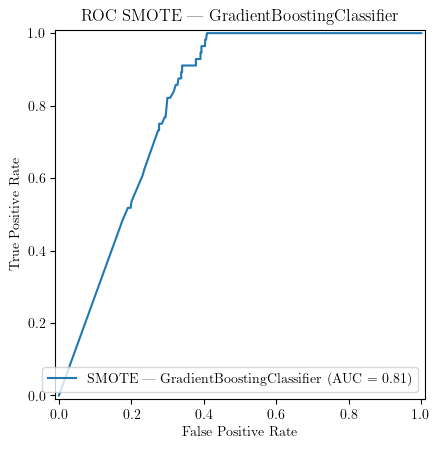 ROC SMOTE — GradientBoostingClassifier
1.0
0.8
0.6
0.4
0.2
0.0
True Positive Rate
SMOTE — GradientBoostingClassifier (AUC = 0.81)
0.0 0.2 0.4 0.6 0.8 1.0
False Positive Rate